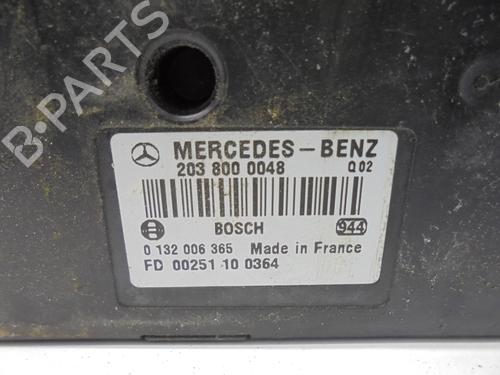 B-PARTS
MERCEDES-BENZ
203 800 0048 Q02
BOSCH 944
0 132 006 365 Made in France
FD 00251 10 0364